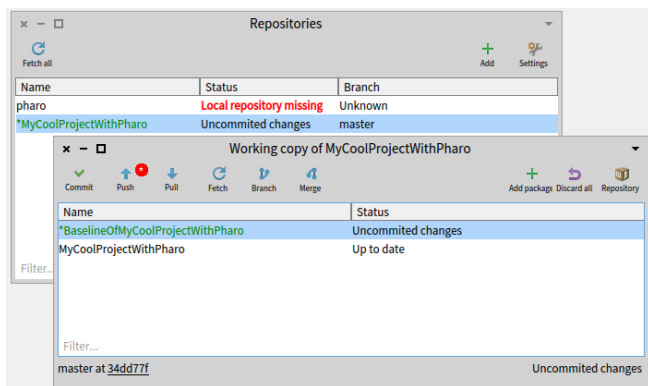 Repositories
Fetch all
Add
Settings
Name Status Branch
pharo Local repository missing Unknown
*MyCoolProjectWithPharo Uncommited changes master
Working copy of MyCoolProjectWithPharo
Commit Push Pull Fetch Branch Merge Add packagε Discard all Repository
Name Status
*BaselineOfMyCoolProjectWithPharo Uncommited changes
MyCoolProjectWithPharo Up to date
Filter..
Filter...
master at 34dd77f Uncommited changes